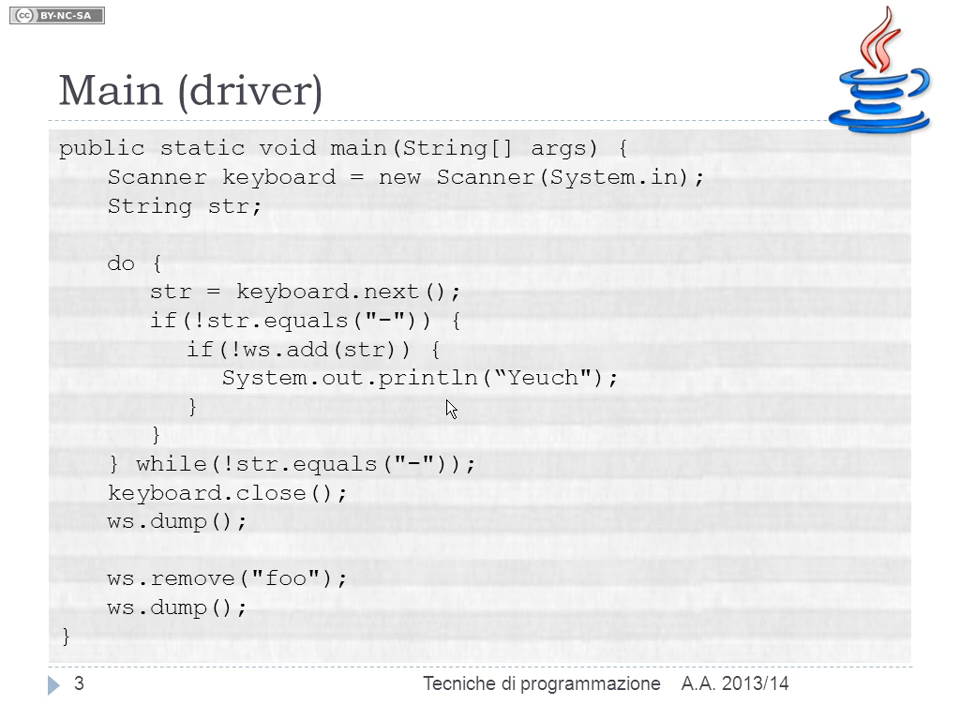 cc BY-NC-SA
Main (driver)
public static void main(String[] args) {
Scanner keyboard = new Scanner(System.in);
String str;
do {
str = keyboard.next();
if(!str.equals("-")) {
if(!ws.add(str)) {
System.out.println(“Yeuch");
}
}
} while(!str.equals("-"));
keyboard.close();
ws.dump();
ws.remove("foo");
ws.dump();
}
3 Tecniche di programmazione A.A. 2013/14